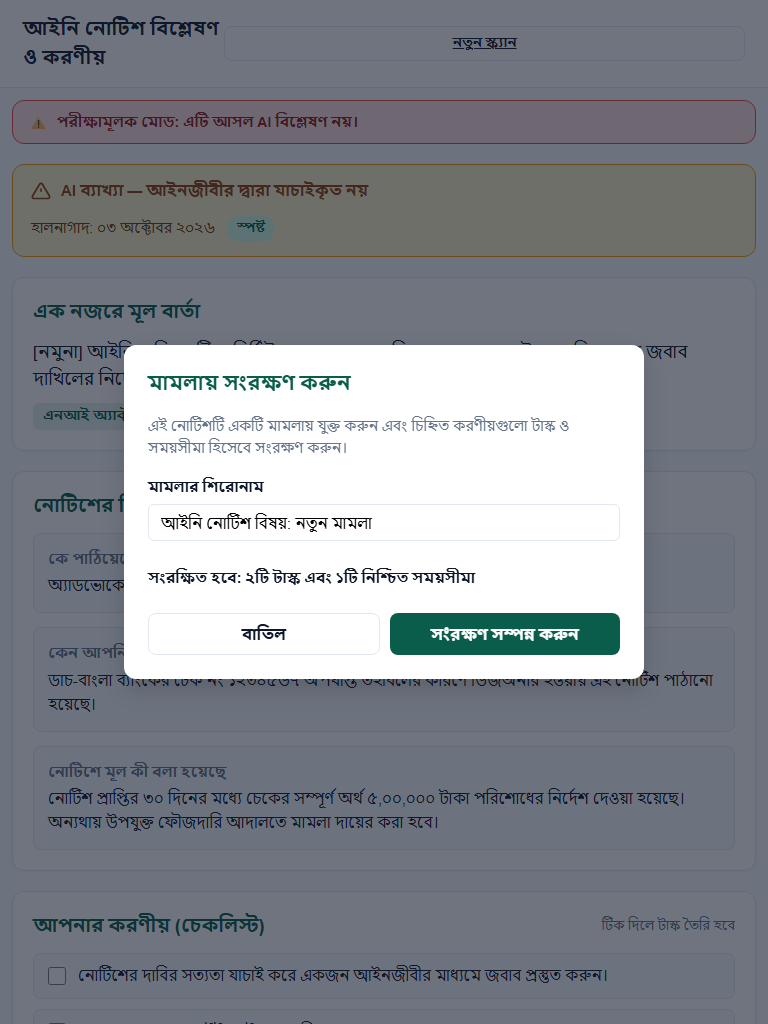 আইনি নোটিশ বিশ্লেষণ
ও করণীয়
নতুন স্ক্যান
পরীক্ষামূলক মোড: এটি আসল AI বিশ্লেষণ নয়।
AI ব্যাখ্যা — আইনজীবীর দ্বারা যাচাইকৃত নয়
হালনাগাদ: ০৩ অক্টোবর ২০২৬ স্পষ্ট
এক নজরে মূল বার্তা
[নমুনা] জবাব
দাখিলের
এনআই
মামলায় সংরক্ষণ করুন
এই নোটিশটি একটি মামলায় যুক্ত করুন এবং চিহ্নিত করণীয়গুলো টাস্ক ও
সময়সীমা হিসেবে সংরক্ষণ করুন।
মামলার শিরোনাম
আইনি নোটিশ বিষয়: নতুন মামলা
সংরক্ষিত হবে: ২টি টাস্ক এবং ১টি নিশ্চিত সময়সীমা
বাতিল সংরক্ষণ সম্পন্ন করুন
নোটিশের
কে
কেন
ডাচ-বাংলা নোটিশ পাঠানো
হয়েছে।
নোটিশে মূল কী বলা হয়েছে
নোটিশ প্রাপ্তির ৩০ দিনের মধ্যে চেকের সম্পূর্ণ অর্থ ৫,০০,০০০ টাকা পরিশোধের নির্দেশ দেওয়া হয়েছে।
অন্যথায় উপযুক্ত ফৌজদারি আদালতে মামলা দায়ের করা হবে।
আপনার করণীয় (চেকলিস্ট) টিক দিলে টাস্ক তৈরি হবে
নোটিশের দাবির সত্যতা যাচাই করে একজন আইনজীবীর মাধ্যমে জবাব প্রস্তুত করুন।